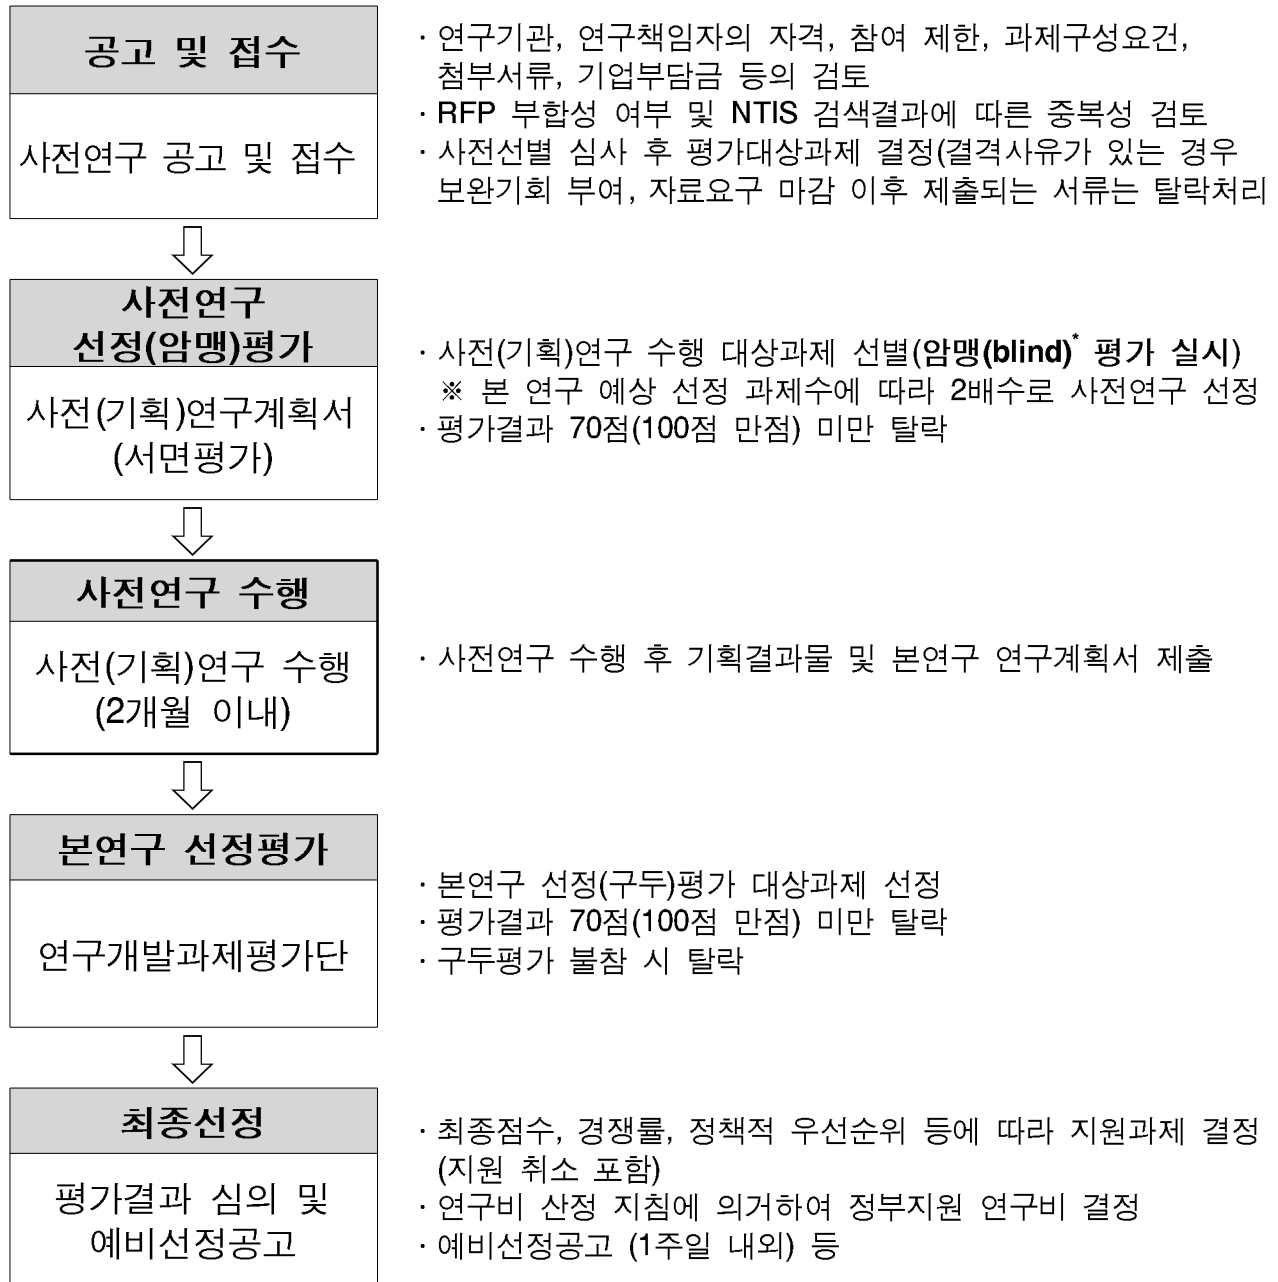 공고 및 접수
사전연구 공고 및 접수
· 연구기관, 연구책임자의 자격, 참여 제한, 과제구성요건,
첨부서류, 기업부담금 등의 검토
· RFP 부합성 여부 및 NTIS 검색결과에 따른 중복성 검토
· 사전선별 심사 후 평가대상과제 결정(결격사유가 있는 경우
보완기회 부여, 자료요구 마감 이후 제출되는 서류는 탈락처리
사전연구
선정(암맹)평가
사전(기획)연구계획서
(서면평가)
· 사전(기획)연구 수행 대상과제 선별(암맹(blind)* 평가 실시)
※ 본 연구 예상 선정 과제수에 따라 2배수로 사전연구 선정
· 평가결과 70점(100점 만점) 미만 탈락
사전연구 수행
사전(기획)연구 수행
(2개월 이내)
· 사전연구 수행 후 기획결과물 및 본연구 연구계획서 제출
본연구 선정평가
연구개발과제평가단
· 본연구 선정(구두)평가 대상과제 선정
· 평가결과 70점(100점 만점) 미만 탈락
· 구두평가 불참 시 탈락
최종선정
평가결과 심의 및
예비선정공고
· 최종점수, 경쟁률, 정책적 우선순위 등에 따라 지원과제 결정
(지원 취소 포함)
· 연구비 산정 지침에 의거하여 정부지원 연구비 결정
· 예비선정공고 (1주일 내외) 등